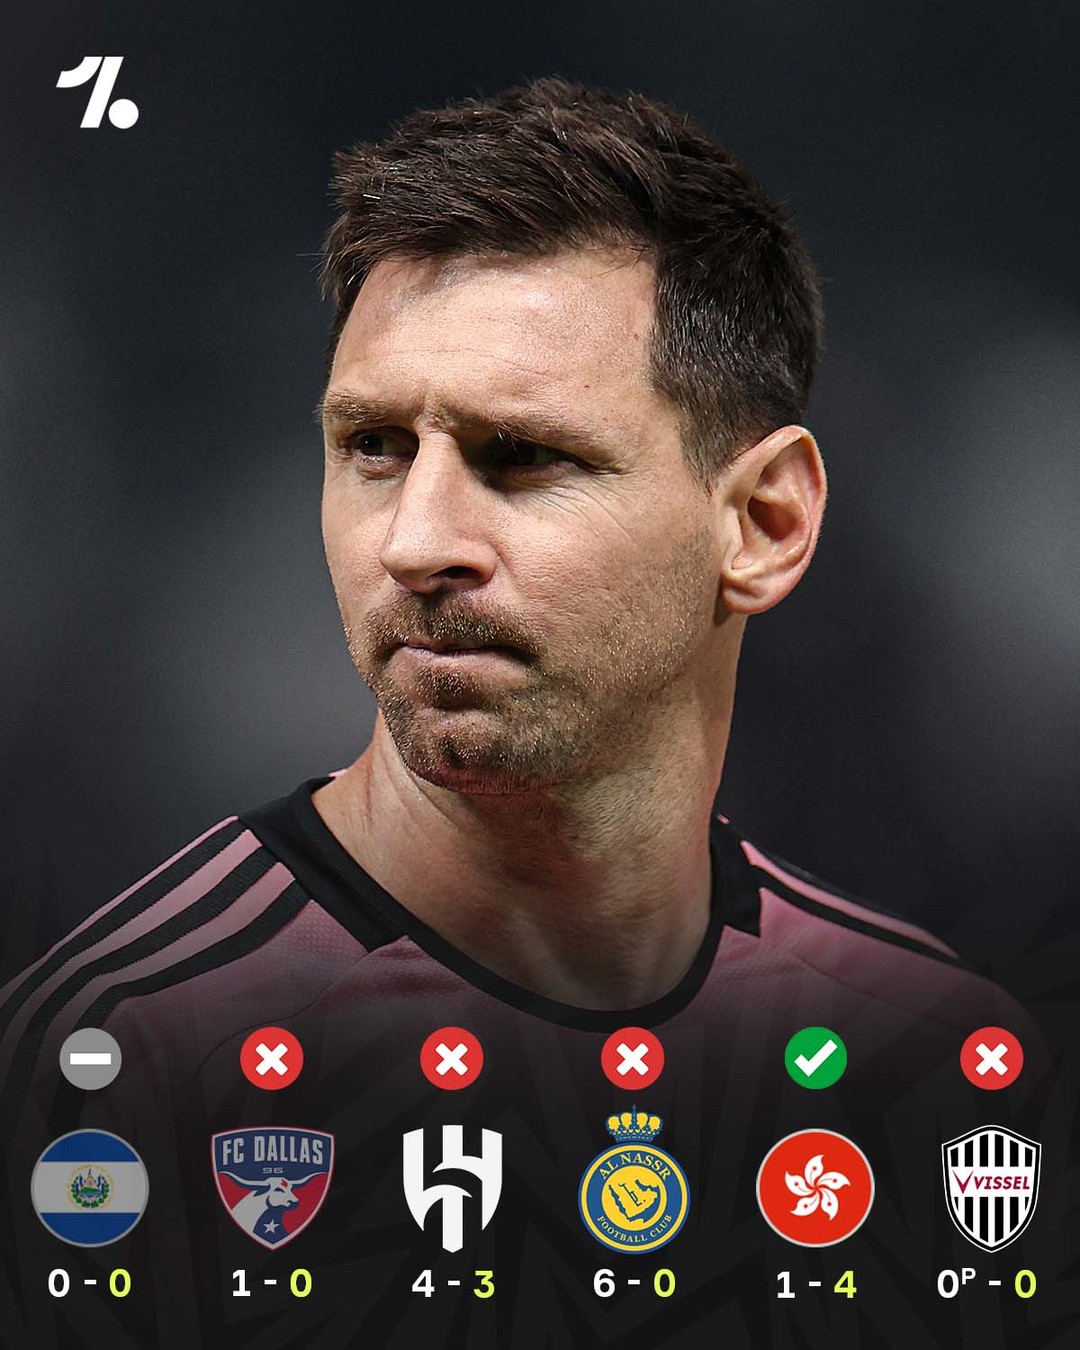 FC DALLAS
96
AL NASSR
FOOTBALL CLUB
VISSEL
0 - 0
1 - 0
4 - 3
6 - 0
1 - 4
0ᴾ - 0